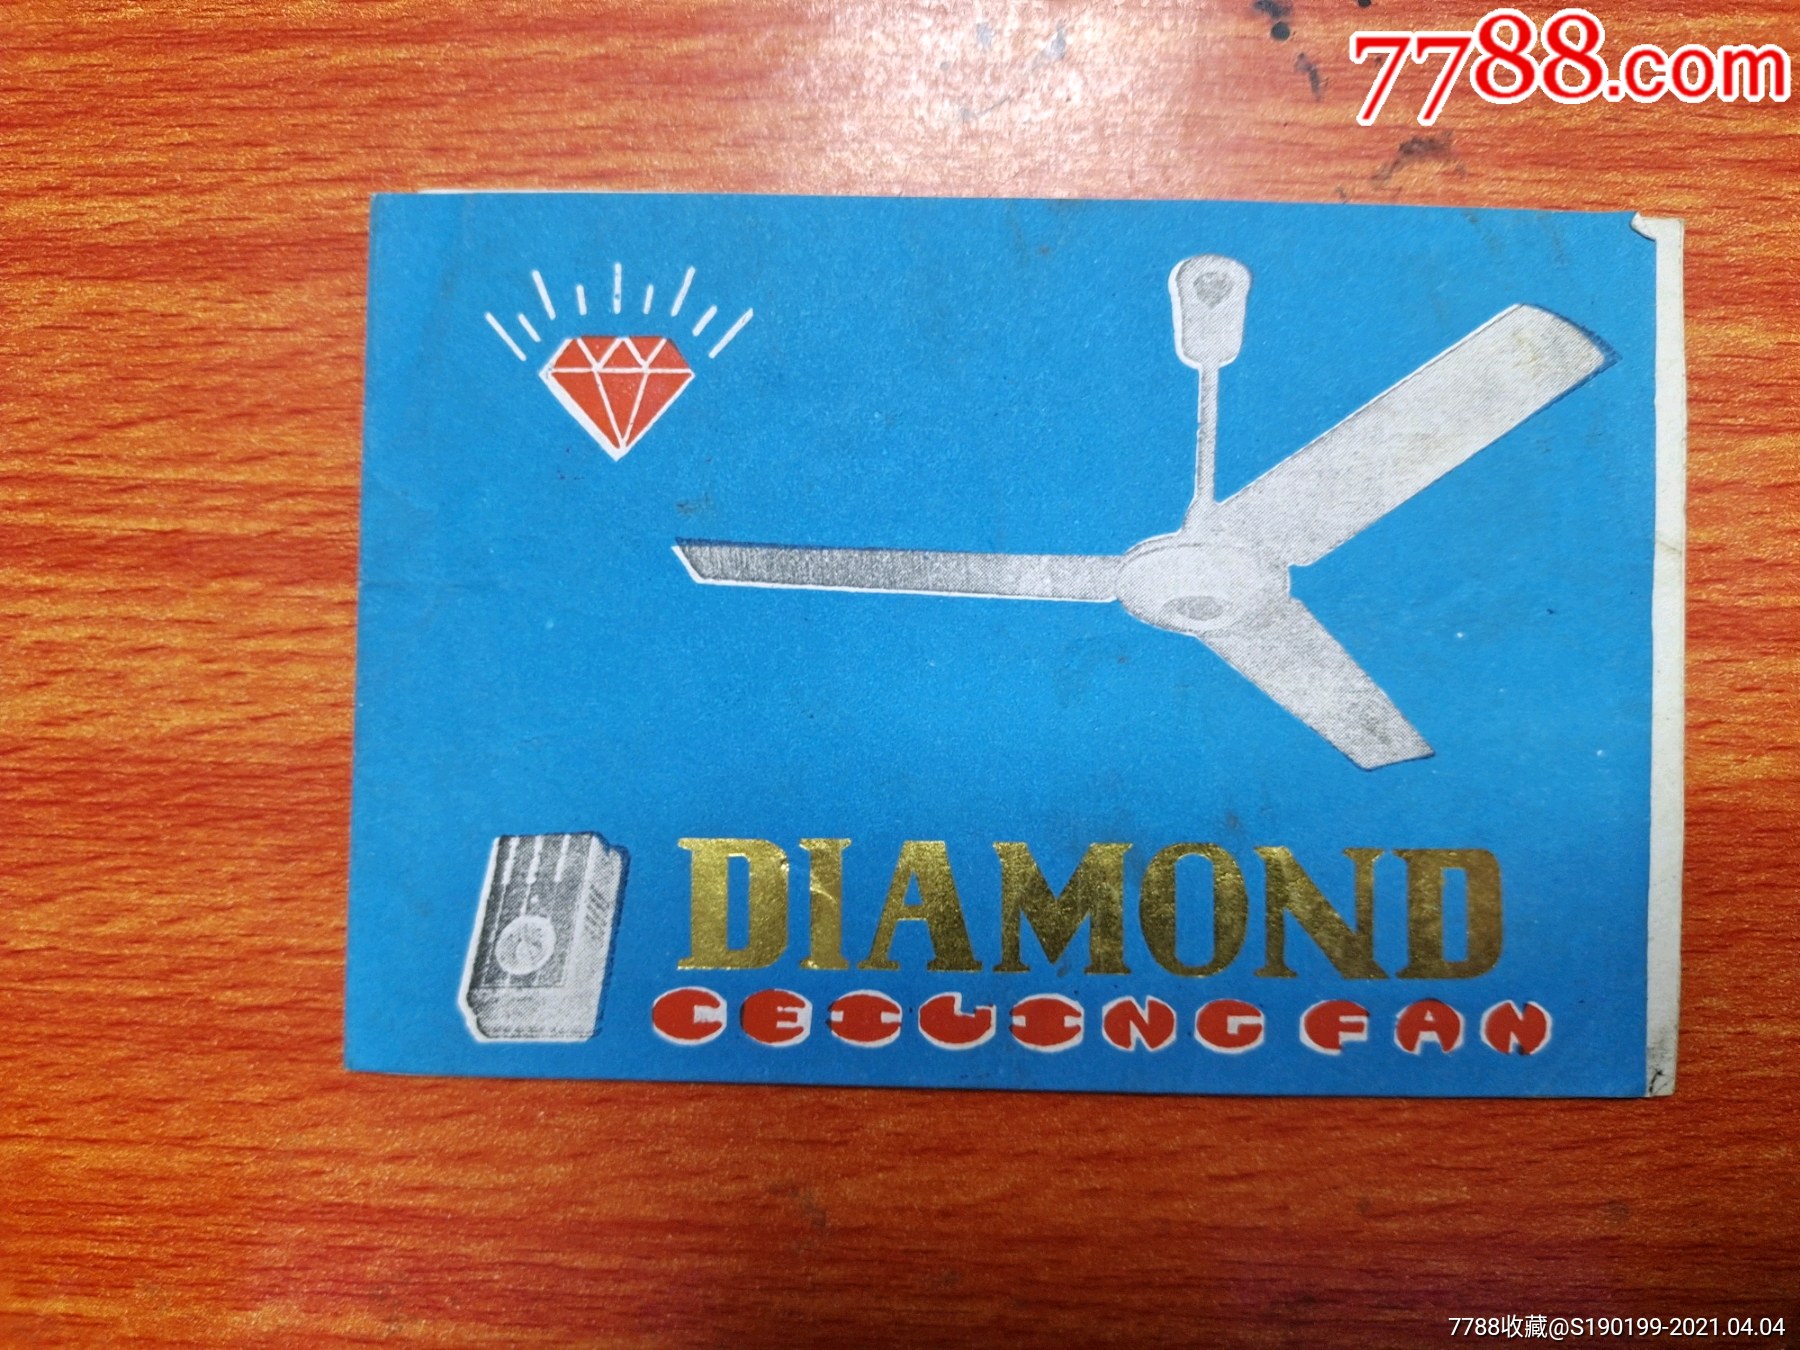 7788.com
DIAMOND
CEILING FAN
7788收藏@S190199-2021.04.04